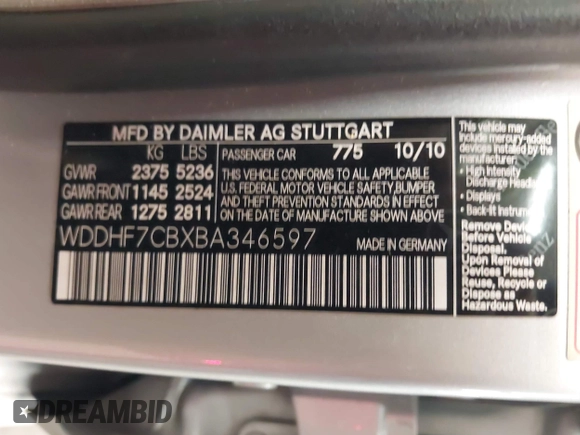 MFD BY DAIMLER AG STUTTGART
KG LBS
GVWR 2375 5236
GAWR FRONT 1145 2524
GAWR REAR 1275 2811
PASSENGER CAR 775 10/10
THIS VEHICLE CONFORMS TO ALL APPLICABLE
U.S. FEDERAL MOTOR VEHICLE SAFETY, BUMPER
AND THEFT PREVENTION STANDARDS IN EFFECT
ON THE DATE OF MANUFACTURE SHOWN ABOVE.
WDDHF7CBXBA346597
MADE IN GERMANY
This vehicle may
include mercury-added
devices installed by the
manufacturer:
- High Intensity
Discharge Headla
- Displays
- Back-lit Instrumen
Remove Devices
Before Vehicle
Disposal.
Upon Removal of
Devices Please
Reuse, Recycle or
Dispose as
Hazardous Waste.
DREAMBID